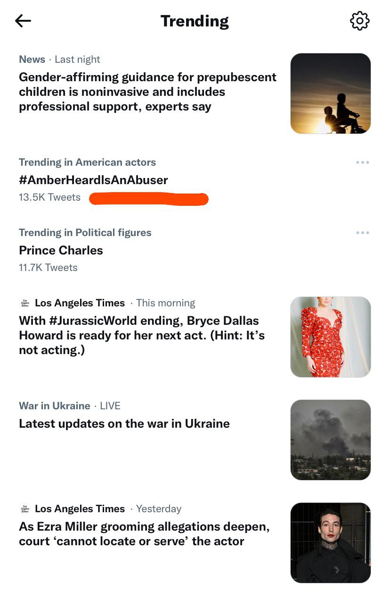 Trending
News · Last night
Gender-affirming guidance for prepubescent
children is noninvasive and includes
professional support, experts say
Trending in American actors
#AmberHeardIsAnAbuser
13.5K Tweets
Trending in Political figures
Prince Charles
11.7K Tweets
Los Angeles Times · This morning
With #JurassicWorld ending, Bryce Dallas
Howard is ready for her next act. (Hint: It’s
not acting.)
War in Ukraine · LIVE
Latest updates on the war in Ukraine
Los Angeles Times · Yesterday
As Ezra Miller grooming allegations deepen,
court ‘cannot locate or serve’ the actor